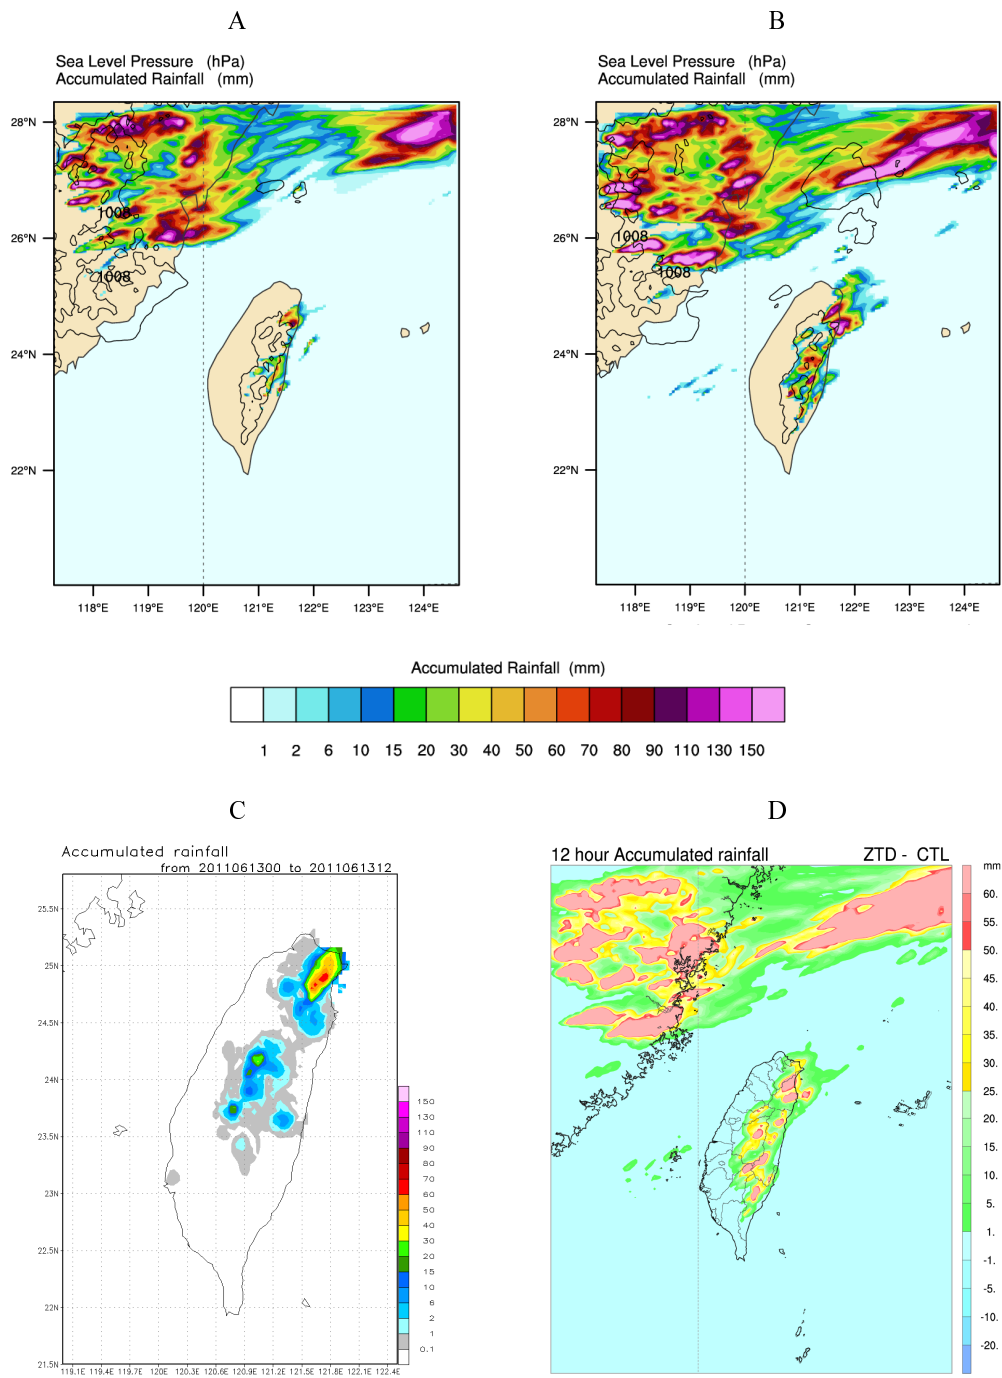 A
B
Sea Level Pressure (hPa)
Accumulated Rainfall (mm)
Sea Level Pressure (hPa)
Accumulated Rainfall (mm)
28°N
26°N
24°N
22°N
1008
1008
118°E 119°E 120°E 121°E 122°E 123°E 124°E
28°N
26°N
24°N
22°N
1008
1008
118°E 119°E 120°E 121°E 122°E 123°E 124°E
Accumulated Rainfall (mm)
1 2 6 10 15 20 30 40 50 60 70 80 90 110 130 150
C
D
Accumulated rainfall
from 2011061300 to 2011061312
25.5N
25N
24.5N
24N
23.5N
23N
22.5N
22N
21.5N
119.1E 119.4E 119.7E 120E 120.3E 120.6E 120.9E 121.2E 121.5E 121.8E 122.1E 122.4E
150
130
110
90
80
70
60
50
40
30
20
15
10
6
2
1
0.1
12 hour Accumulated rainfall ZTD - CTL
mm
60.
55.
50.
45.
40.
35.
30.
25.
20.
15.
10.
5.
1.
-1.
-5.
-10.
-20.